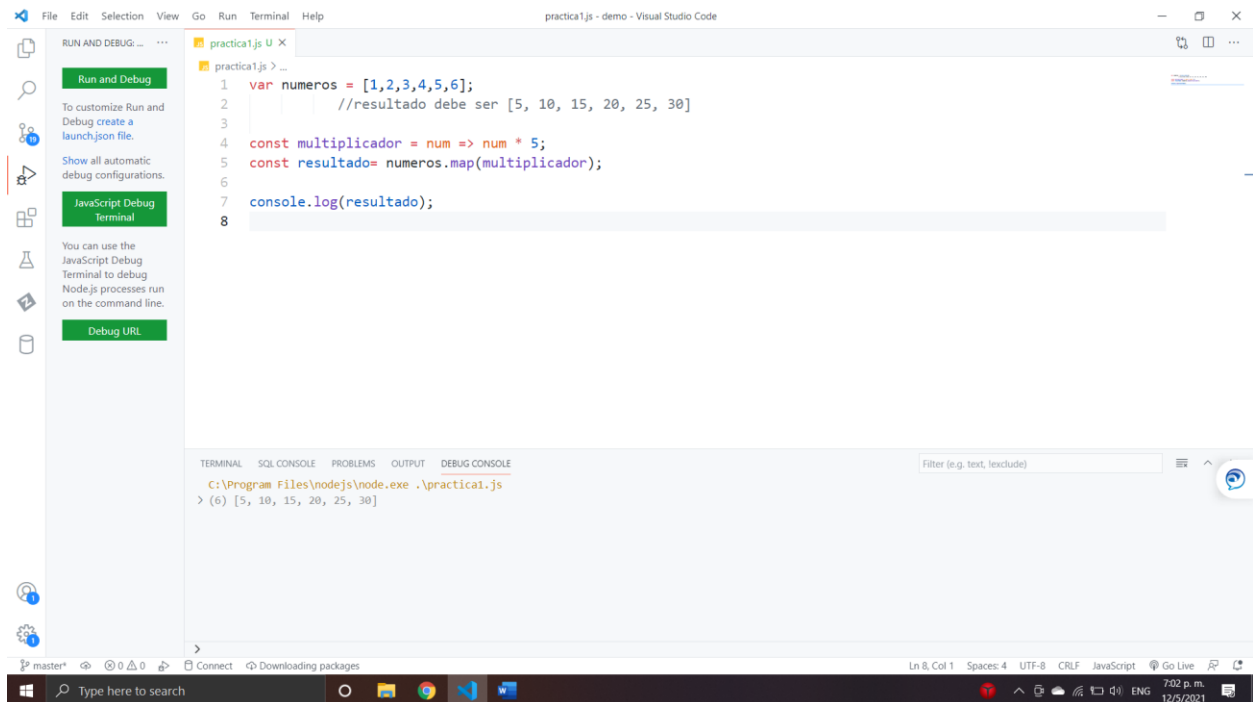 File Edit Selection View Go Run Terminal Help
practica1.js - demo - Visual Studio Code
RUN AND DEBUG: ... ···
Run and Debug
To customize Run and
Debug create a
launch.json file.
Show all automatic
debug configurations.
JavaScript Debug
Terminal
You can use the
JavaScript Debug
Terminal to debug
Node.js processes run
on the command line.
Debug URL
19
1
1
practica1.js U
practica1.js > ...
1 var numeros = [1,2,3,4,5,6];
2 //resultado debe ser [5, 10, 15, 20, 25, 30]
3
4 const multiplicador = num => num * 5;
5 const resultado= numeros.map(multiplicador);
6
7 console.log(resultado);
8
TERMINAL SQL CONSOLE PROBLEMS OUTPUT DEBUG CONSOLE
Filter (e.g. text, !exclude)
C:\Program Files\nodejs\node.exe .\practica1.js
> (6) [5, 10, 15, 20, 25, 30]
>
master* 0 0 Connect Downloading packages
Ln 8, Col 1 Spaces: 4 UTF-8 CRLF JavaScript Go Live
Type here to search
ENG
7:02 p. m.
12/5/2021